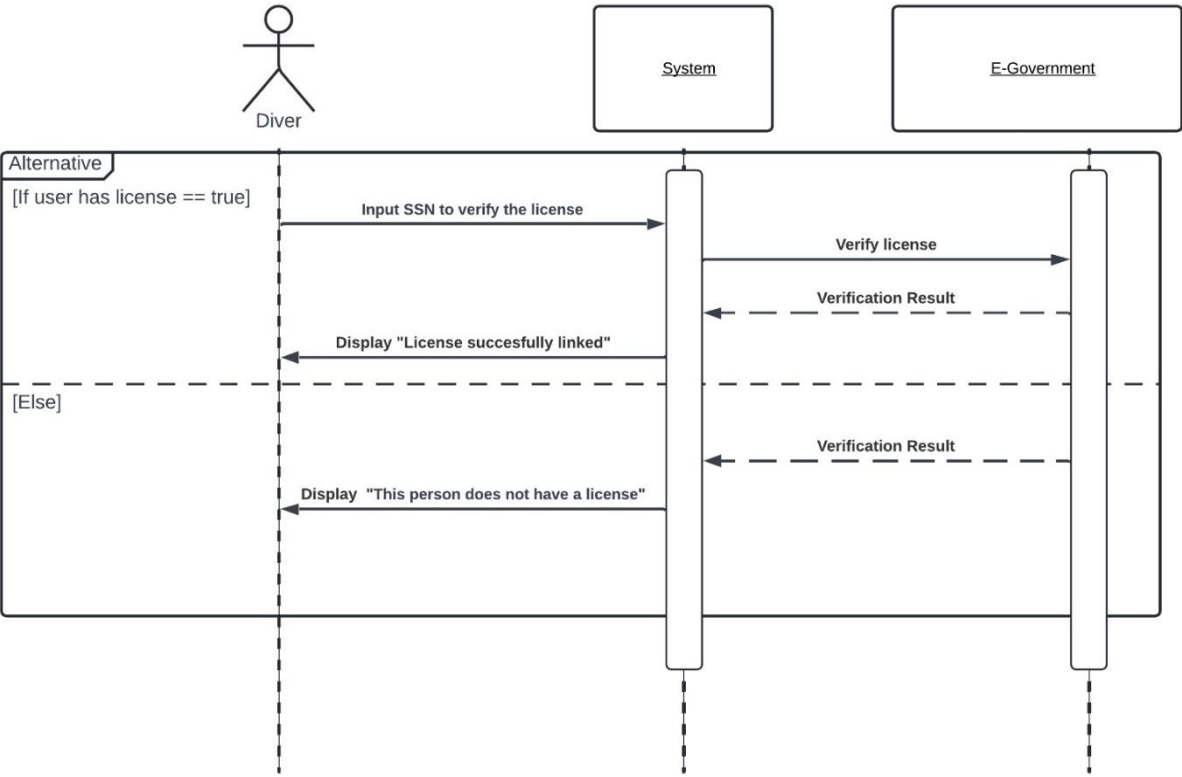 System
E-Government
Diver
Alternative
[If user has license == true]
Input SSN to verify the license
Verify license
Verification Result
Display "License succesfully linked"
[Else]
Verification Result
Display "This person does not have a license"